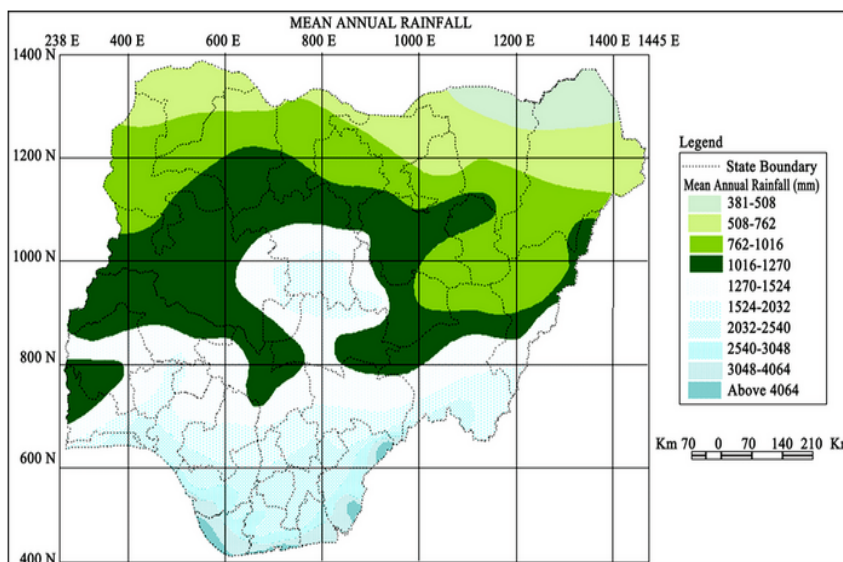 MEAN ANNUAL RAINFALL
238 E 400 E 600 E 800 E 1000 E 1200 E 1400 E 1445 E
1400 N
1200 N
1000 N
800 N
600 N
400 N
Legend
State Boundary
Mean Annual Rainfall (mm)
381-508
508-762
762-1016
1016-1270
1270-1524
1524-2032
2032-2540
2540-3048
3048-4064
Above 4064
Km 70 0 70 140 210 Km